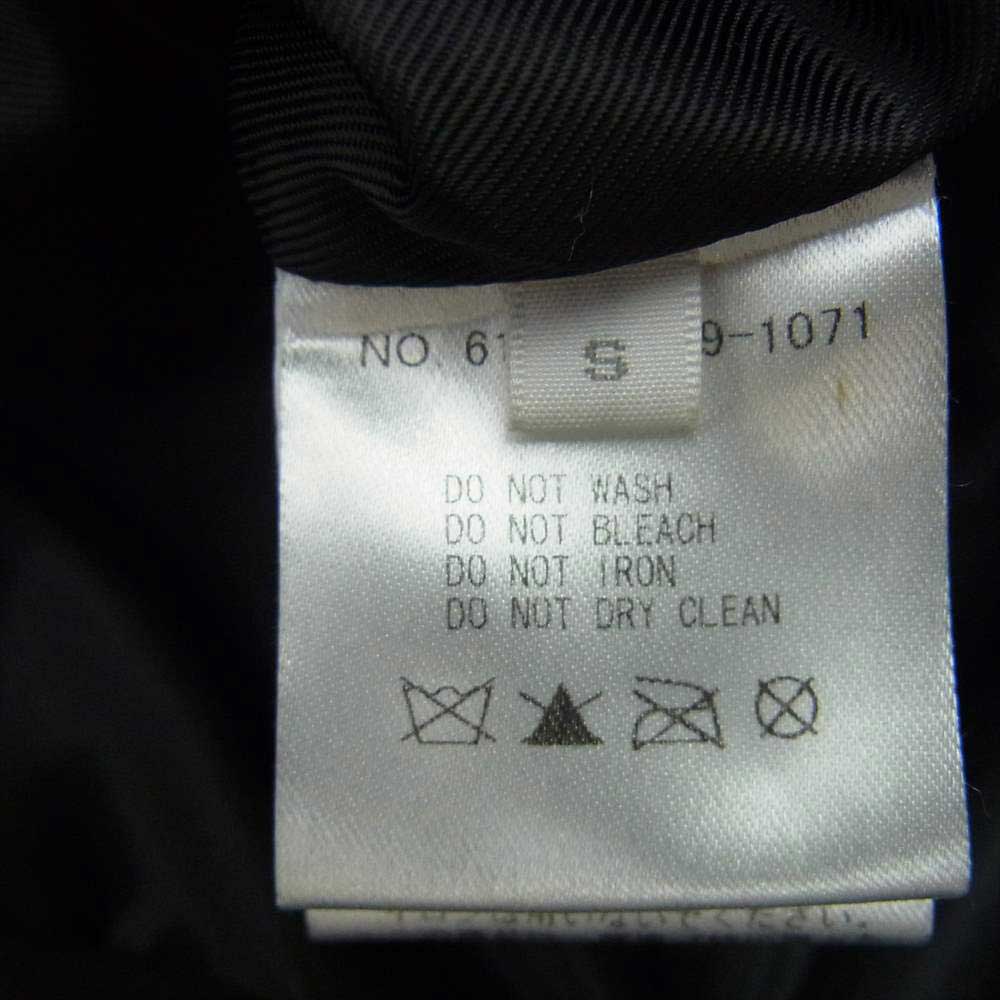 NO. 61 9-1071
S
DO NOT WASH
DO NOT BLEACH
DO NOT IRON
DO NOT DRY CLEAN